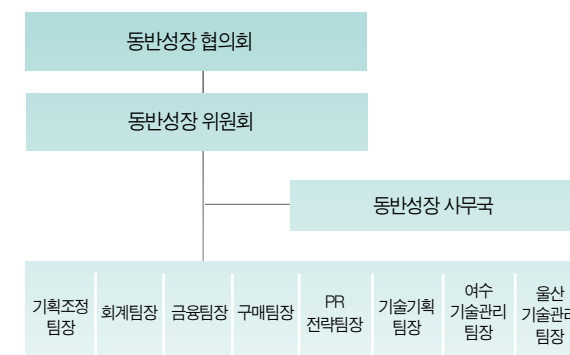 동반성장 협의회
동반성장 위원회
동반성장 사무국
기획조정
팀장
회계팀장
금융팀장
구매팀장
PR
전략팀장
기술기획
팀장
여수
기술관리
팀장
울산
기술관리
팀장